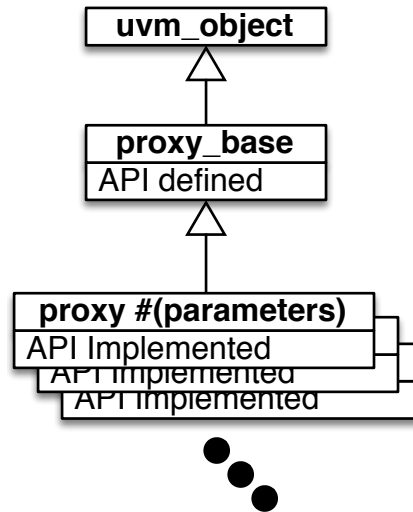 uvm_object
proxy_base
API defined
proxy #(parameters)
API Implemented
API Implemented
API Implemented